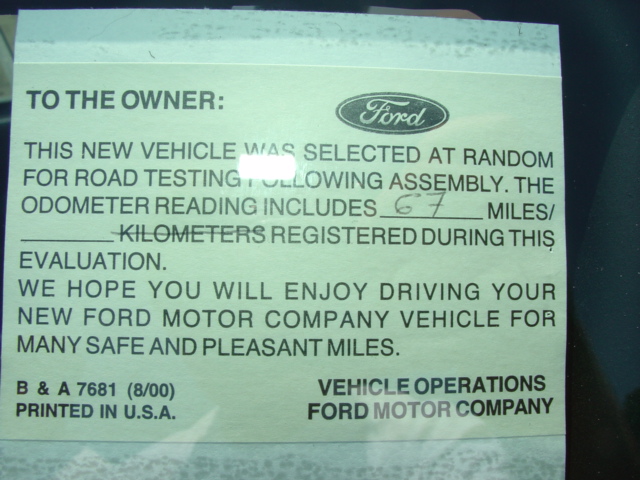 TO THE OWNER:
Ford
THIS NEW VEHICLE WAS SELECTED AT RANDOM
FOR ROAD TESTING FOLLOWING ASSEMBLY. THE
ODOMETER READING INCLUDES 67 MILES/
______ KILOMETERS REGISTERED DURING THIS
EVALUATION.
WE HOPE YOU WILL ENJOY DRIVING YOUR
NEW FORD MOTOR COMPANY VEHICLE FOR
MANY SAFE AND PLEASANT MILES.
B & A 7681 (8/00)
PRINTED IN U.S.A.
VEHICLE OPERATIONS
FORD MOTOR COMPANY